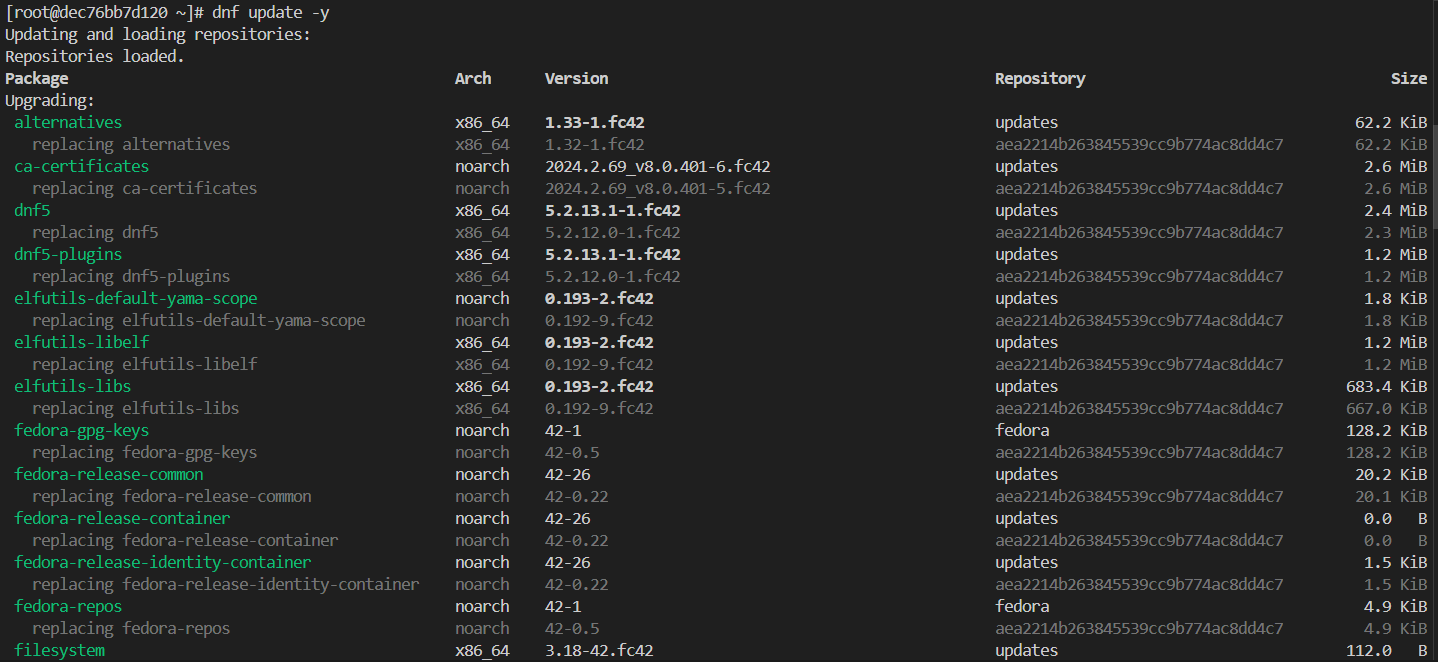 [root@dec76bb7d120 ~]# dnf update -y
Updating and loading repositories:
Repositories loaded.
Package Arch Version Repository Size
Upgrading:
alternatives x86_64 1.33-1.fc42 updates 62.2 KiB
replacing alternatives x86_64 1.32-1.fc42 aea2214b263845539cc9b774ac8dd4c7 62.2 KiB
ca-certificates noarch 2024.2.69_v8.0.401-6.fc42 updates 2.6 MiB
replacing ca-certificates noarch 2024.2.69_v8.0.401-5.fc42 aea2214b263845539cc9b774ac8dd4c7 2.6 MiB
dnf5 x86_64 5.2.13.1-1.fc42 updates 2.4 MiB
replacing dnf5 x86_64 5.2.12.0-1.fc42 aea2214b263845539cc9b774ac8dd4c7 2.3 MiB
dnf5-plugins x86_64 5.2.13.1-1.fc42 updates 1.2 MiB
replacing dnf5-plugins x86_64 5.2.12.0-1.fc42 aea2214b263845539cc9b774ac8dd4c7 1.2 MiB
elfutils-default-yama-scope noarch 0.193-2.fc42 updates 1.8 KiB
replacing elfutils-default-yama-scope noarch 0.192-9.fc42 aea2214b263845539cc9b774ac8dd4c7 1.8 KiB
elfutils-libelf x86_64 0.193-2.fc42 updates 1.2 MiB
replacing elfutils-libelf x86_64 0.192-9.fc42 aea2214b263845539cc9b774ac8dd4c7 1.2 MiB
elfutils-libs x86_64 0.193-2.fc42 updates 683.4 KiB
replacing elfutils-libs x86_64 0.192-9.fc42 aea2214b263845539cc9b774ac8dd4c7 667.0 KiB
fedora-gpg-keys noarch 42-1 fedora 128.2 KiB
replacing fedora-gpg-keys noarch 42-0.5 aea2214b263845539cc9b774ac8dd4c7 128.2 KiB
fedora-release-common noarch 42-26 updates 20.2 KiB
replacing fedora-release-common noarch 42-0.22 aea2214b263845539cc9b774ac8dd4c7 20.1 KiB
fedora-release-container noarch 42-26 updates 0.0 B
replacing fedora-release-container noarch 42-0.22 aea2214b263845539cc9b774ac8dd4c7 0.0 B
fedora-release-identity-container noarch 42-26 updates 1.5 KiB
replacing fedora-release-identity-container noarch 42-0.22 aea2214b263845539cc9b774ac8dd4c7 1.5 KiB
fedora-repos noarch 42-1 fedora 4.9 KiB
replacing fedora-repos noarch 42-0.5 aea2214b263845539cc9b774ac8dd4c7 4.9 KiB
filesystem x86_64 3.18-42.fc42 updates 112.0 B